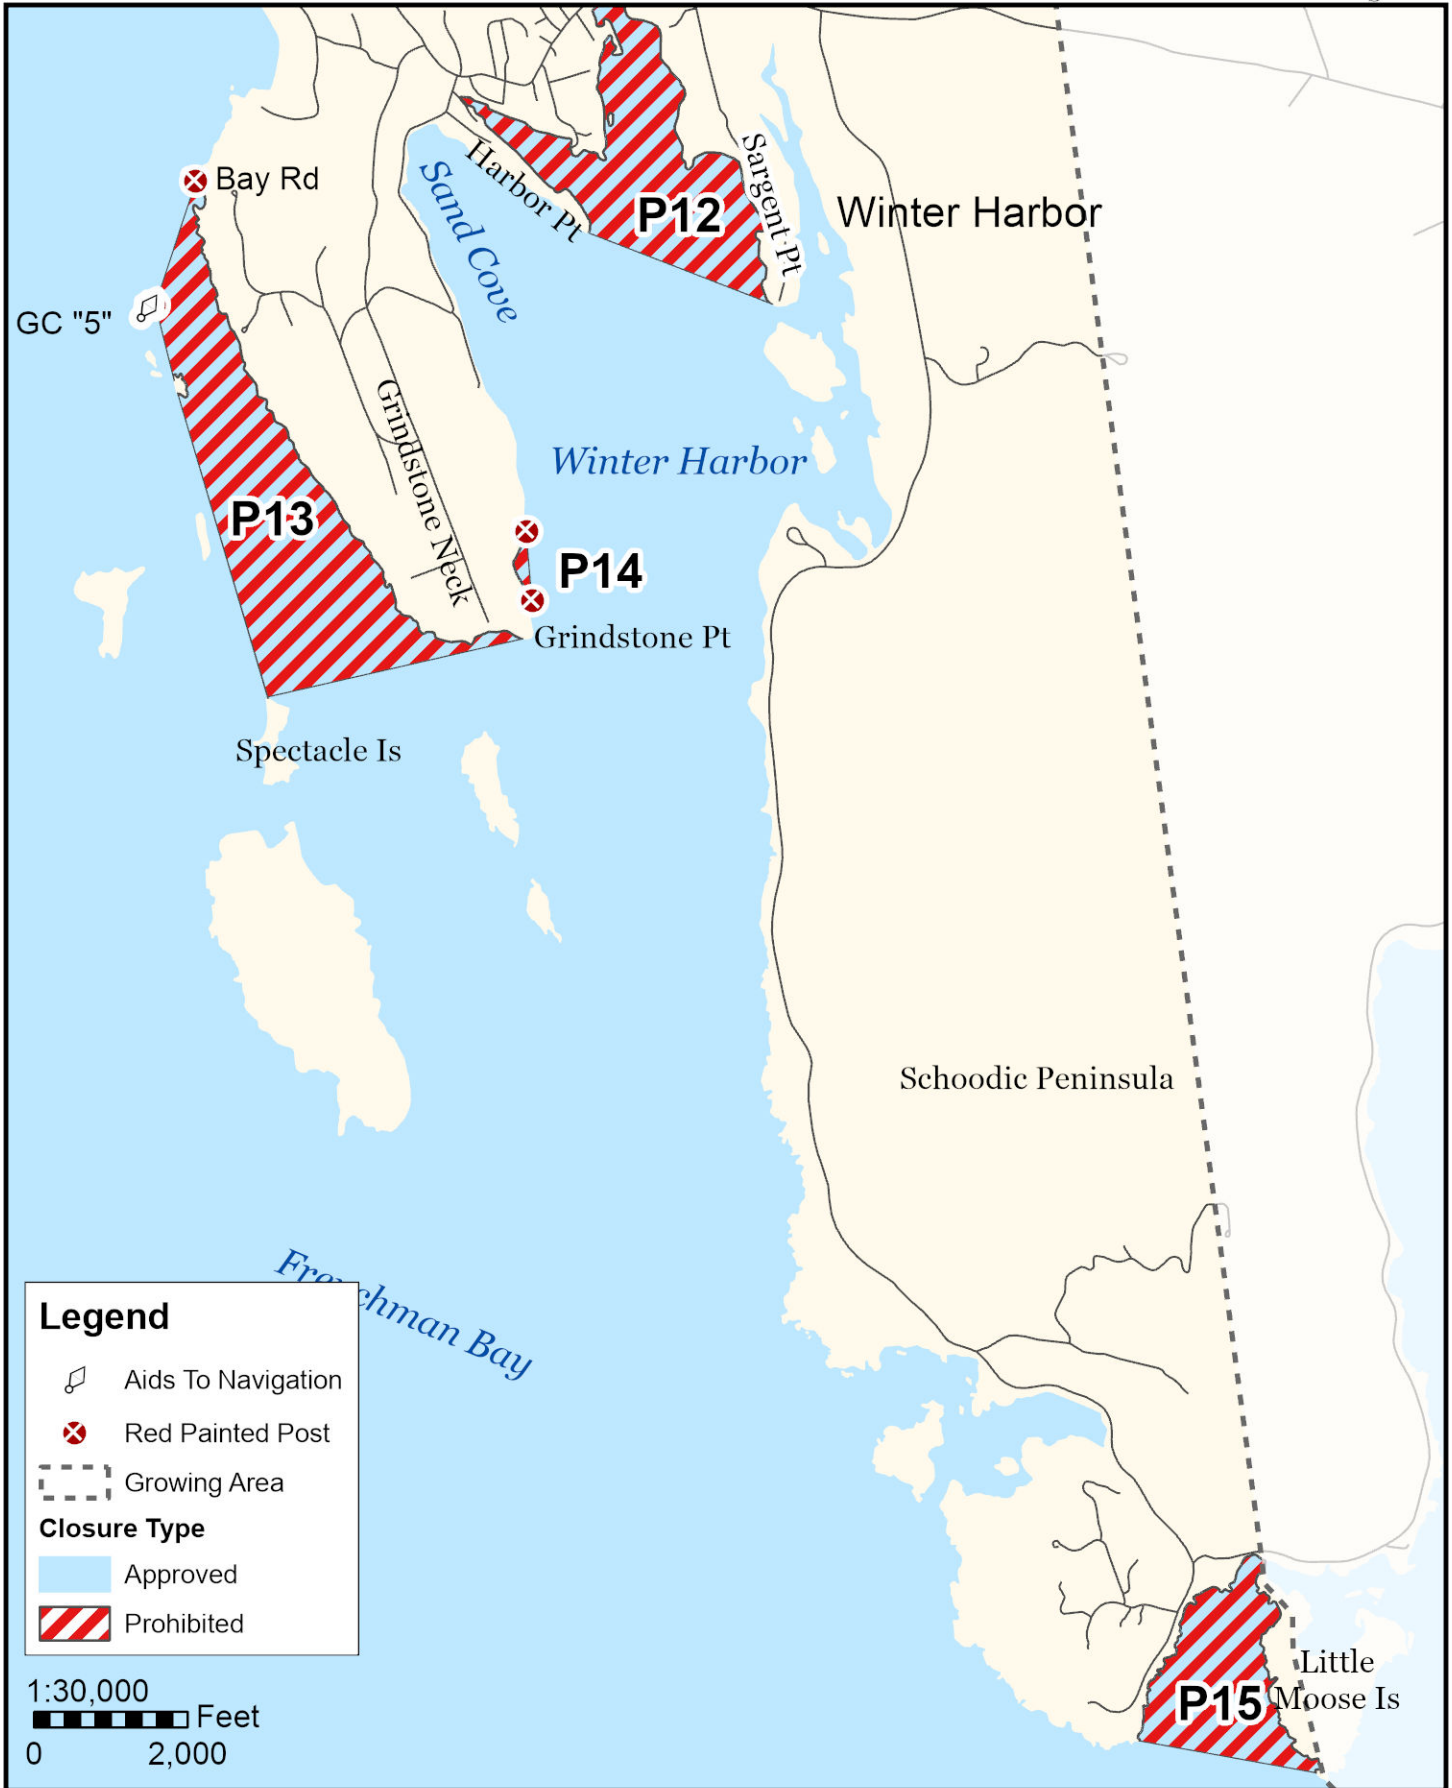 Bay Rd
Harbor Pt
Sand Cove
P12
Sargent Pt
Winter Harbor
GC "5"
Grindstone Neck
Winter Harbor
P13
P14
Grindstone Pt
Spectacle Is
Schoodic Peninsula
Frenchman Bay
Legend
Aids To Navigation
Red Painted Post
Growing Area
Closure Type
Approved
Prohibited
Little
Moose Is
P15
1:30,000
Feet
0 2,000